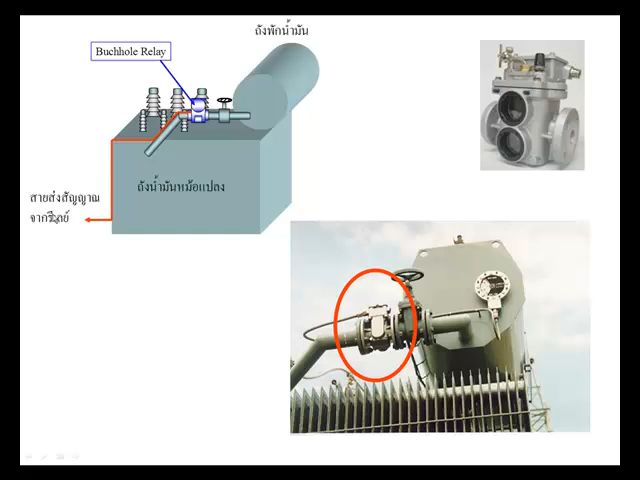 ถังพักน้ำมัน
Buchhole Relay
ถังน้ำมันหม้อแปลง
สายส่งสัญญาณ
จากรีเลย์